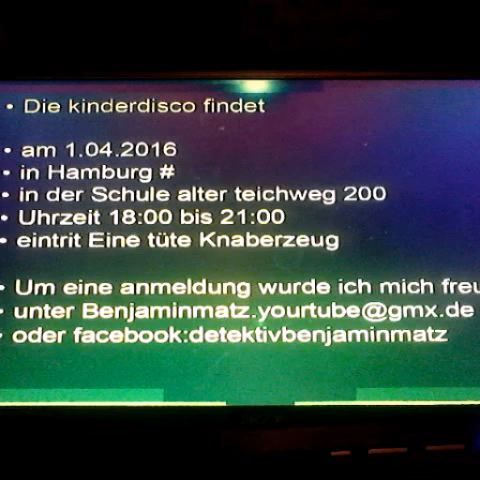 • Die kinderdisco findet
• am 1.04.2016
• in Hamburg #
• in der Schule alter teichweg 200
• Uhrzeit 18:00 bis 21:00
• eintrit Eine tüte Knaberzeug
• Um eine anmeldung wurde ich mich freu
• unter Benjaminmatz.yourtube@gmx.de
• oder facebook:detektivbenjaminmatz